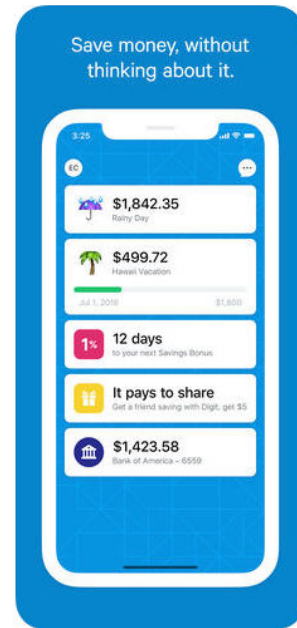 Save money, without
thinking about it.
3:25
EC
$1,842.35
Rainy Day
$499.72
Hawaii Vacation
Jul 1, 2018
$1,800
1%
12 days
to your next Savings Bonus
It pays to share
Get a friend saving with Digit, get $5
$1,423.58
Bank of America – 6559